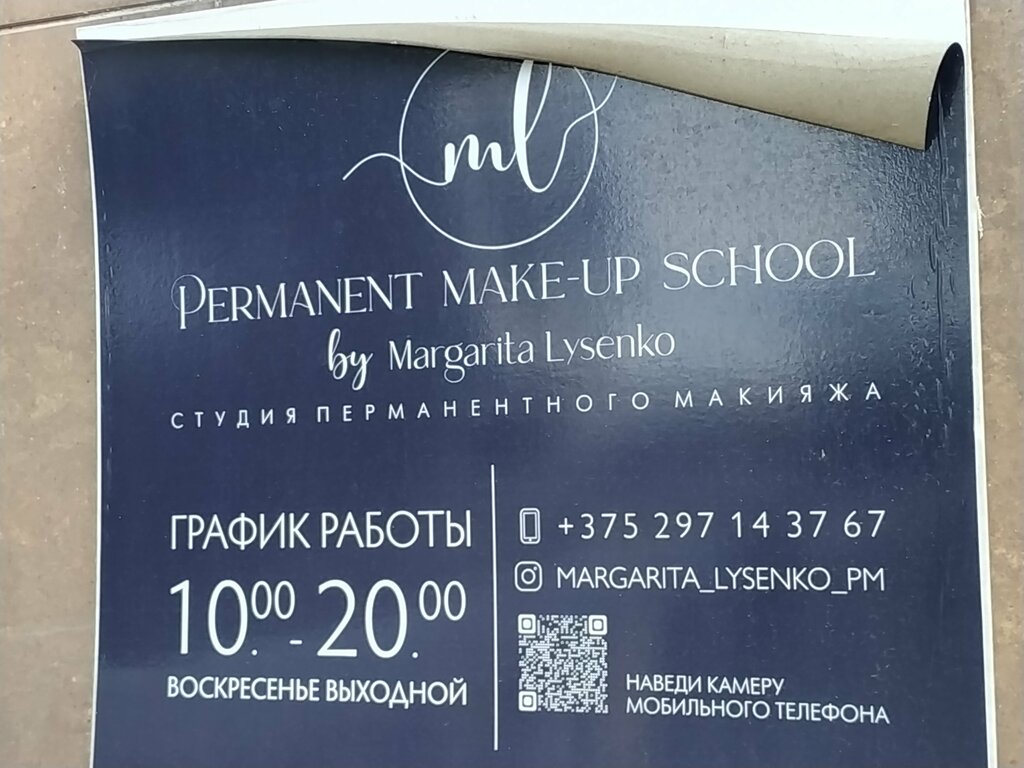 ml
PERMANENT MAKE-UP SCHOOL
by Margarita Lysenko
СТУДИЯ ПЕРМАНЕНТНОГО МАКИЯЖА
ГРАФИК РАБОТЫ
10.00 - 20.00
ВОСКРЕСЕНЬЕ ВЫХОДНОЙ
+375 297 14 37 67
MARGARITA_LYSENKO_PM
НАВЕДИ КАМЕРУ
МОБИЛЬНОГО ТЕЛЕФОНА